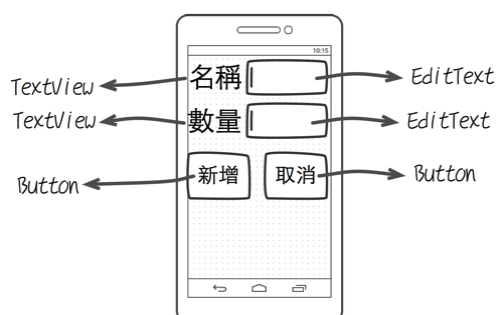 10:15
TextView 名稱 EditText
TextView 數量 EditText
Button 新增 取消 Button